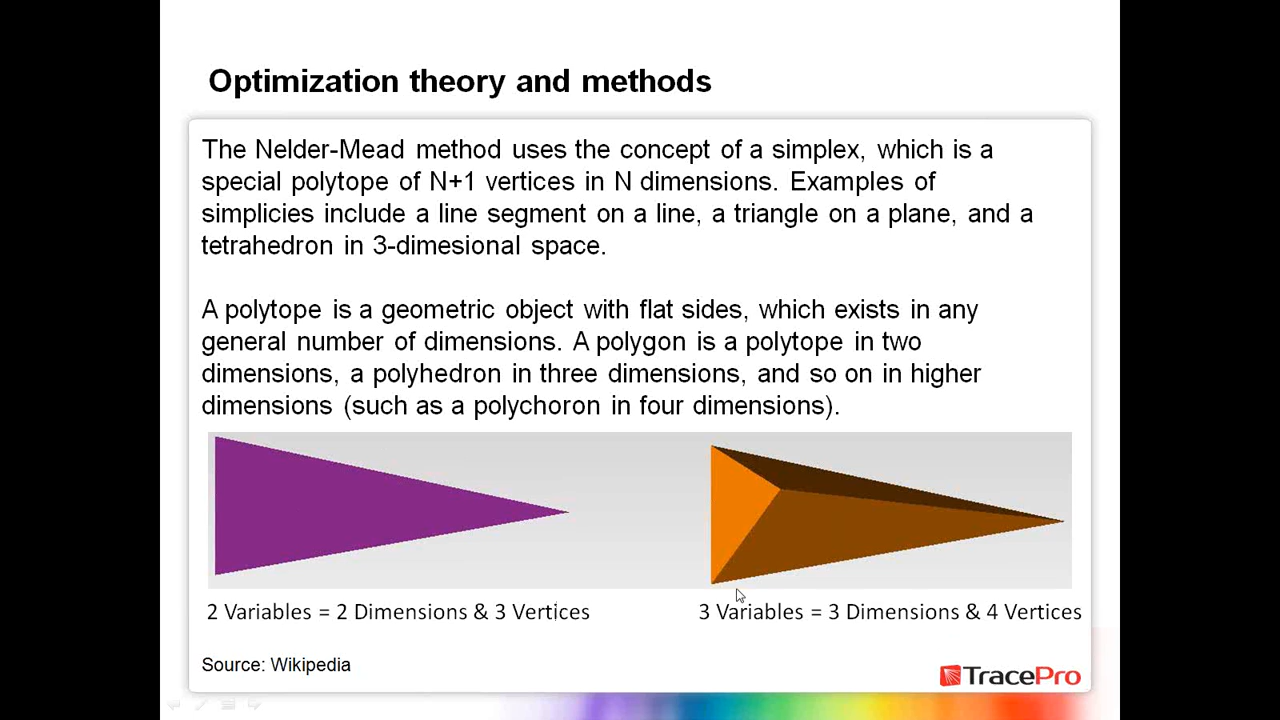 Optimization theory and methods
The Nelder-Mead method uses the concept of a simplex, which is a
special polytope of N+1 vertices in N dimensions. Examples of
simplicies include a line segment on a line, a triangle on a plane, and a
tetrahedron in 3-dimesional space.
A polytope is a geometric object with flat sides, which exists in any
general number of dimensions. A polygon is a polytope in two
dimensions, a polyhedron in three dimensions, and so on in higher
dimensions (such as a polychoron in four dimensions).
2 Variables = 2 Dimensions & 3 Vertices
3 Variables = 3 Dimensions & 4 Vertices
Source: Wikipedia
TracePro